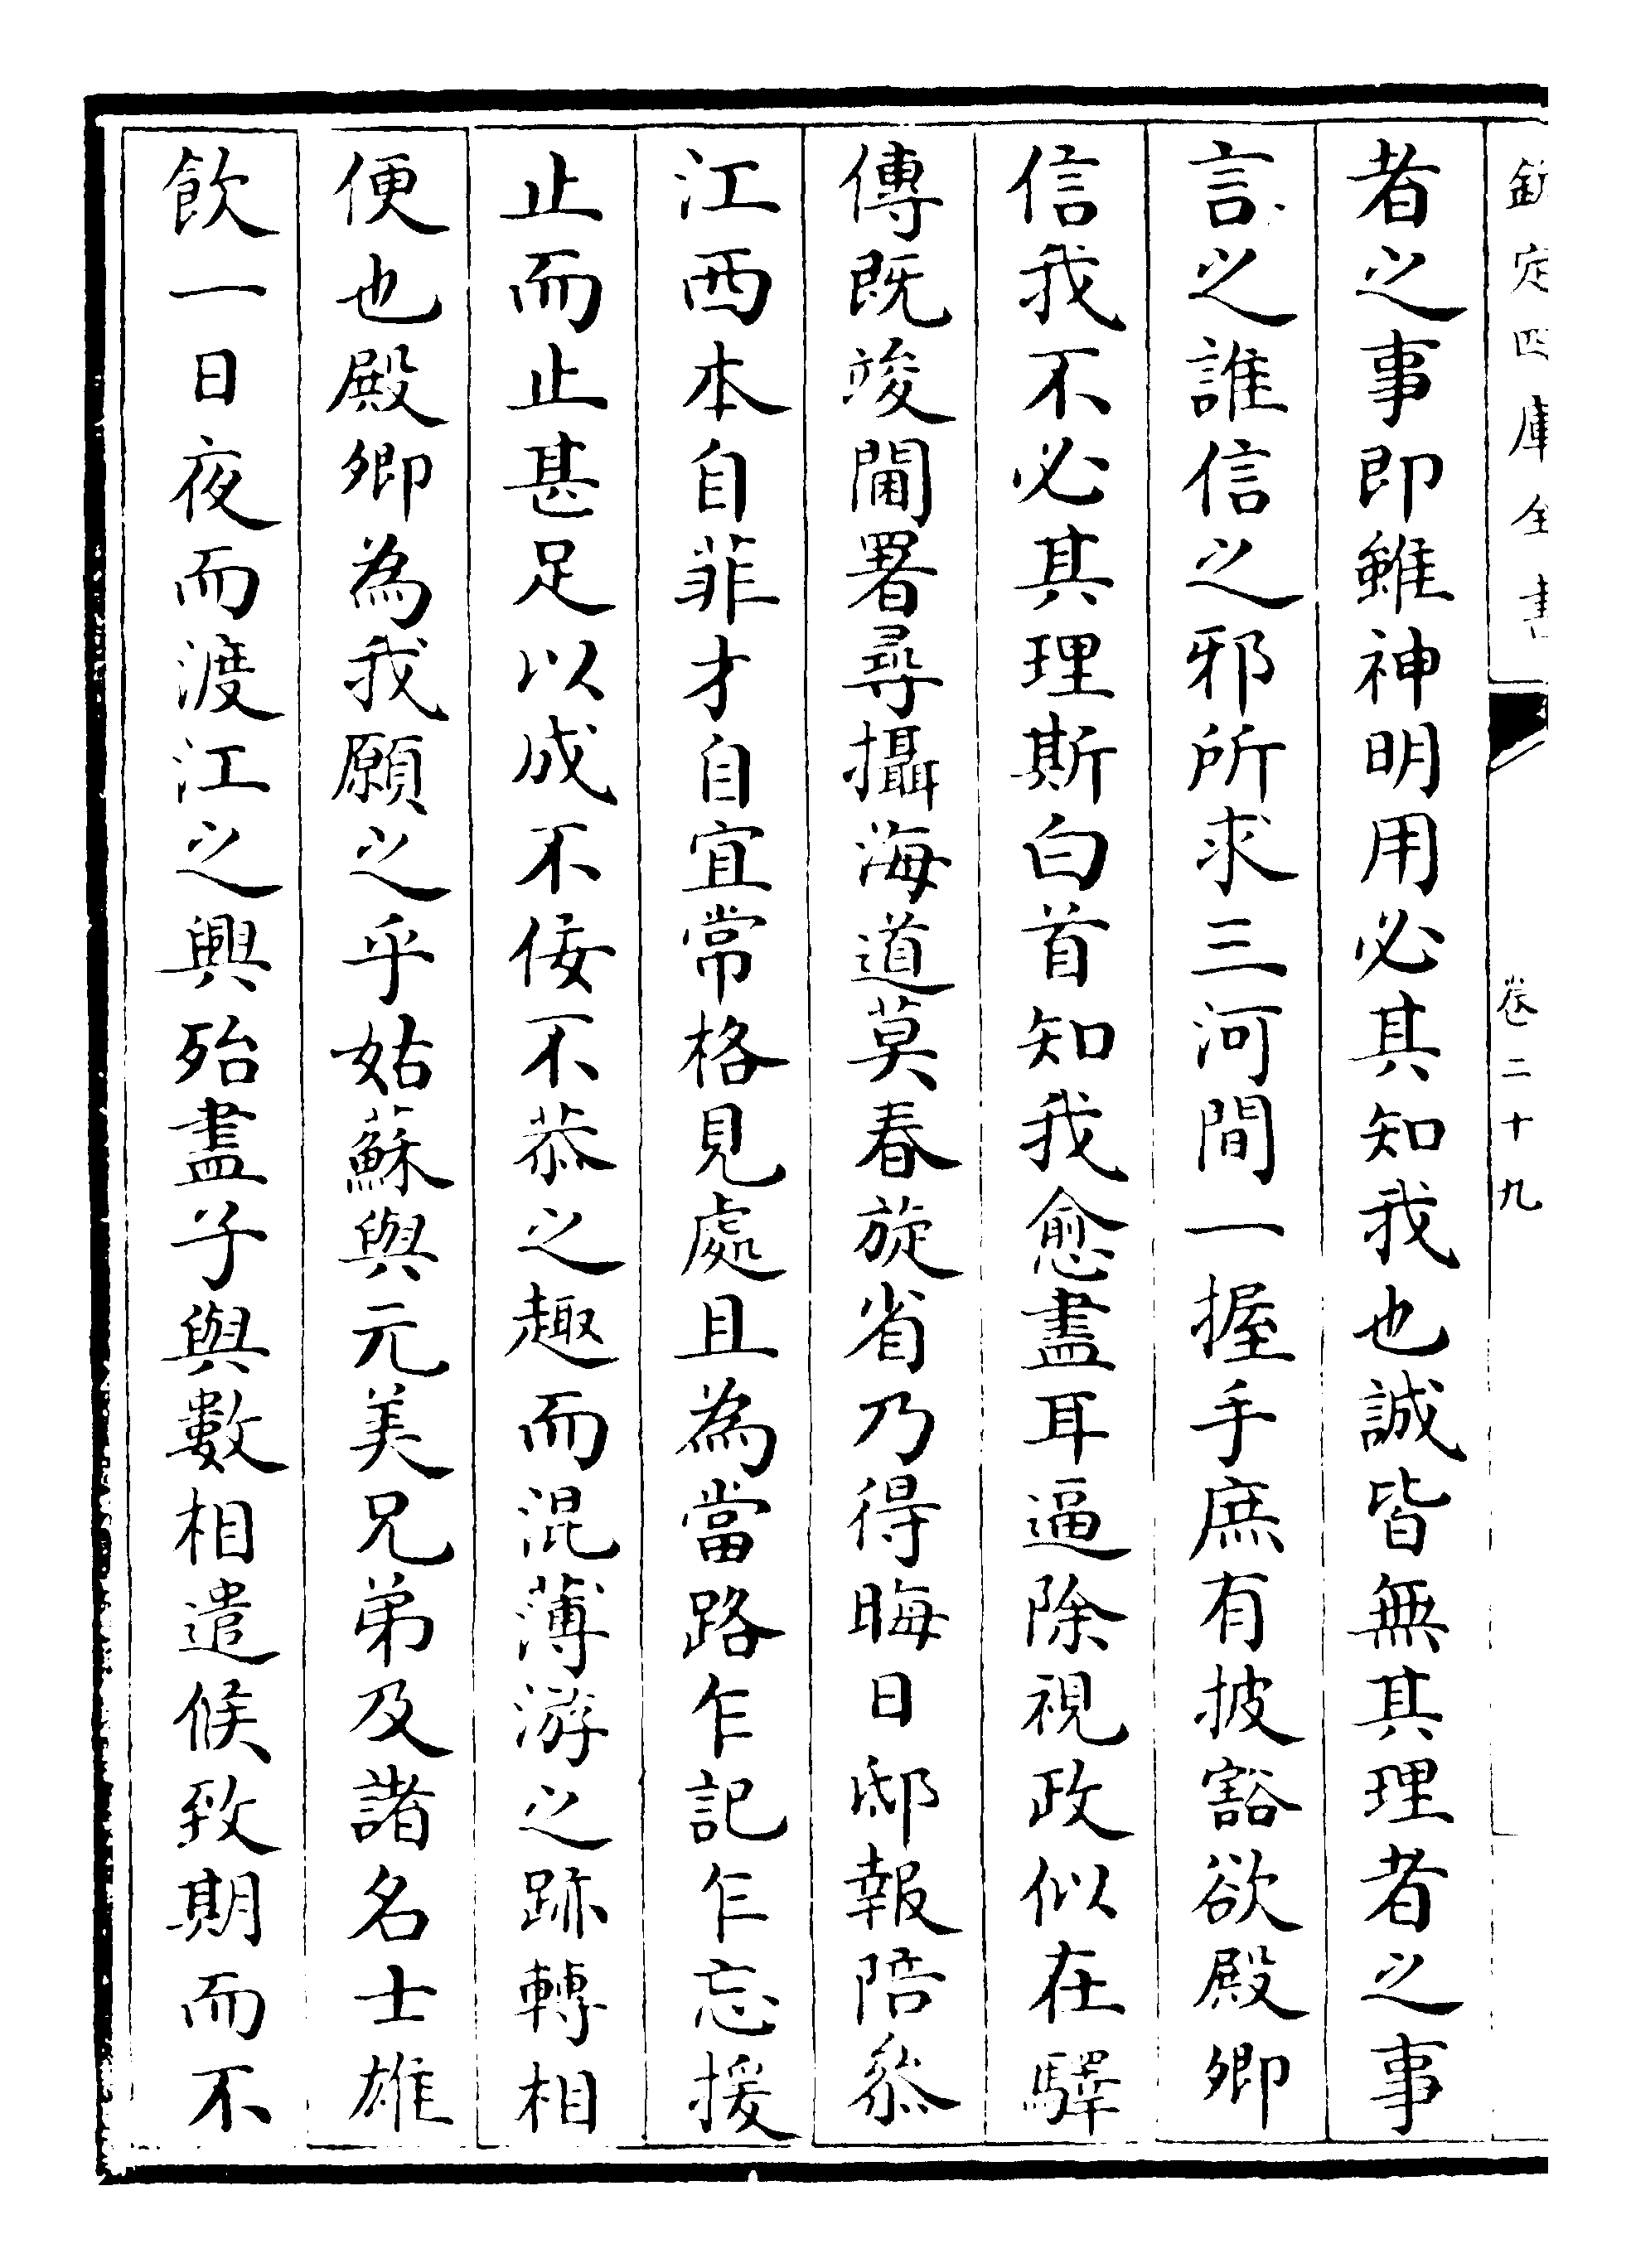 欽定四庫全書
卷二十九
者之事即雖神明用必其知我也誠皆無其理者之事
言之誰信之邪所求三河間一握手庶有披豁欲殿卿
信我不必其理斯白首知我愈盡耳逼除視政似在驛
傳既竣閫署尋攝海道莫春旋省乃得晦日邸報陪叅
江西本自菲才自宜常格見處且為當路乍記乍忘援
止而止甚足以成不佞不恭之趣而混薄游之跡轉相
便也殿卿為我願之乎姑蘇與元美兄弟及諸名士雄
飲一日夜而渡江之興殆盡子與數相遣候致期而不